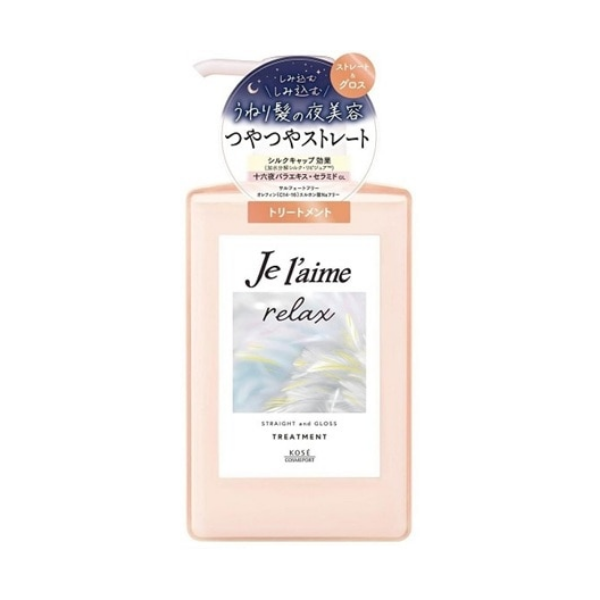 ストレート
&
グロス
しみ込む
しみ込む
うねり髪の夜美容
つやつやストレート
シルクキャップ効果
十六夜バラエキス・セラミドGL
サルフェートフリー
トリートメント
Je l'aime
relax
STRAIGHT and GLOSS
TREATMENT
KOSÉ
COSMEPORT